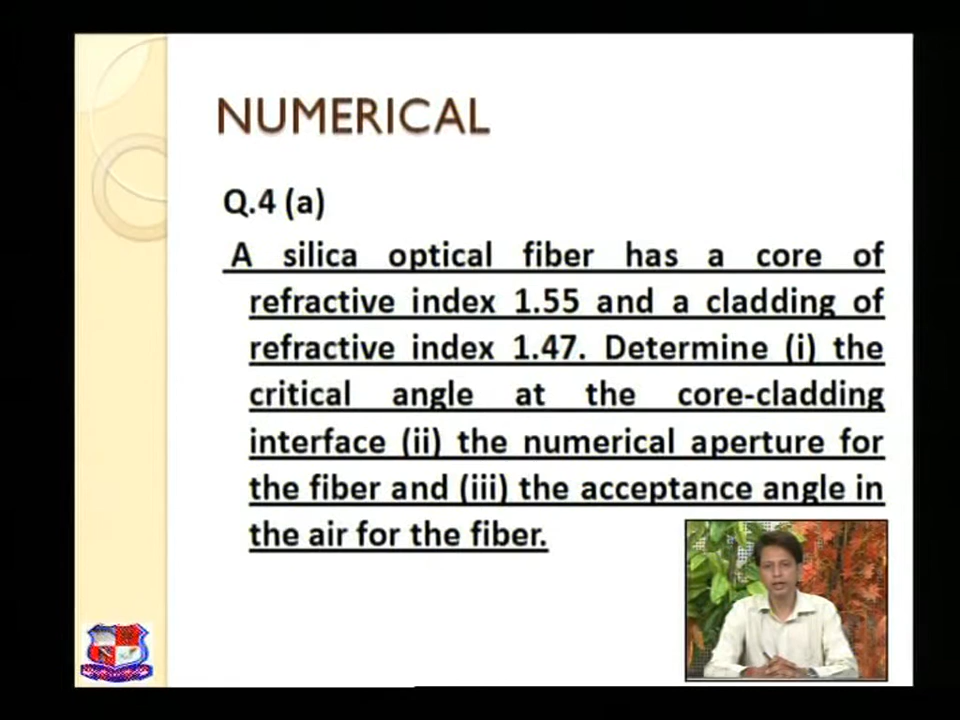 NUMERICAL
Q.4 (a)
A silica optical fiber has a core of
refractive index 1.55 and a cladding of
refractive index 1.47. Determine (i) the
critical angle at the core-cladding
interface (ii) the numerical aperture for
the fiber and (iii) the acceptance angle in
the air for the fiber.